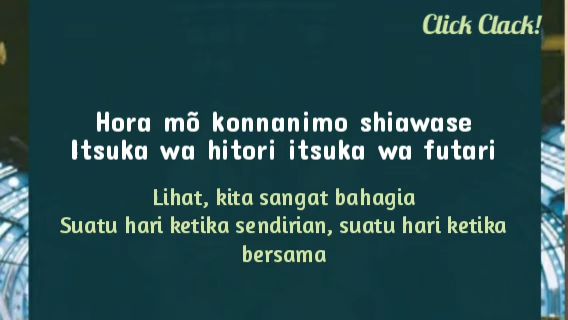 Click Clack!
Hora mõ konnanimo shiawase
Itsuka wa hitori itsuka wa futari
Lihat, kita sangat bahagia
Suatu hari ketika sendirian, suatu hari ketika
bersama